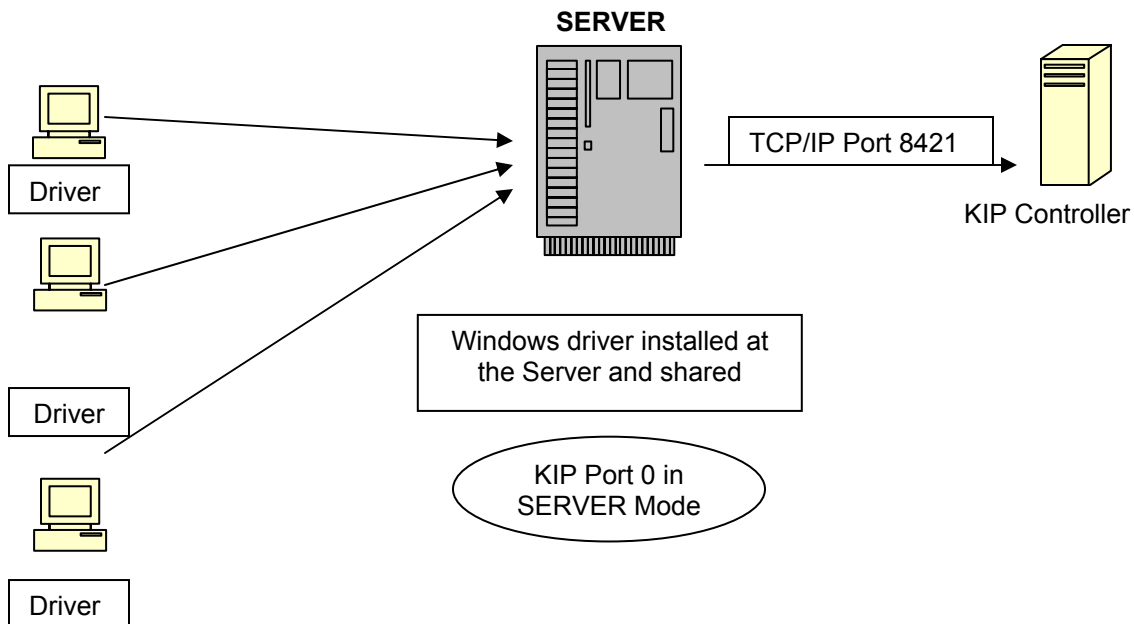 SERVER
TCP/IP Port 8421
Driver
KIP Controller
Windows driver installed at
the Server and shared
Driver
KIP Port 0 in
SERVER Mode
Driver